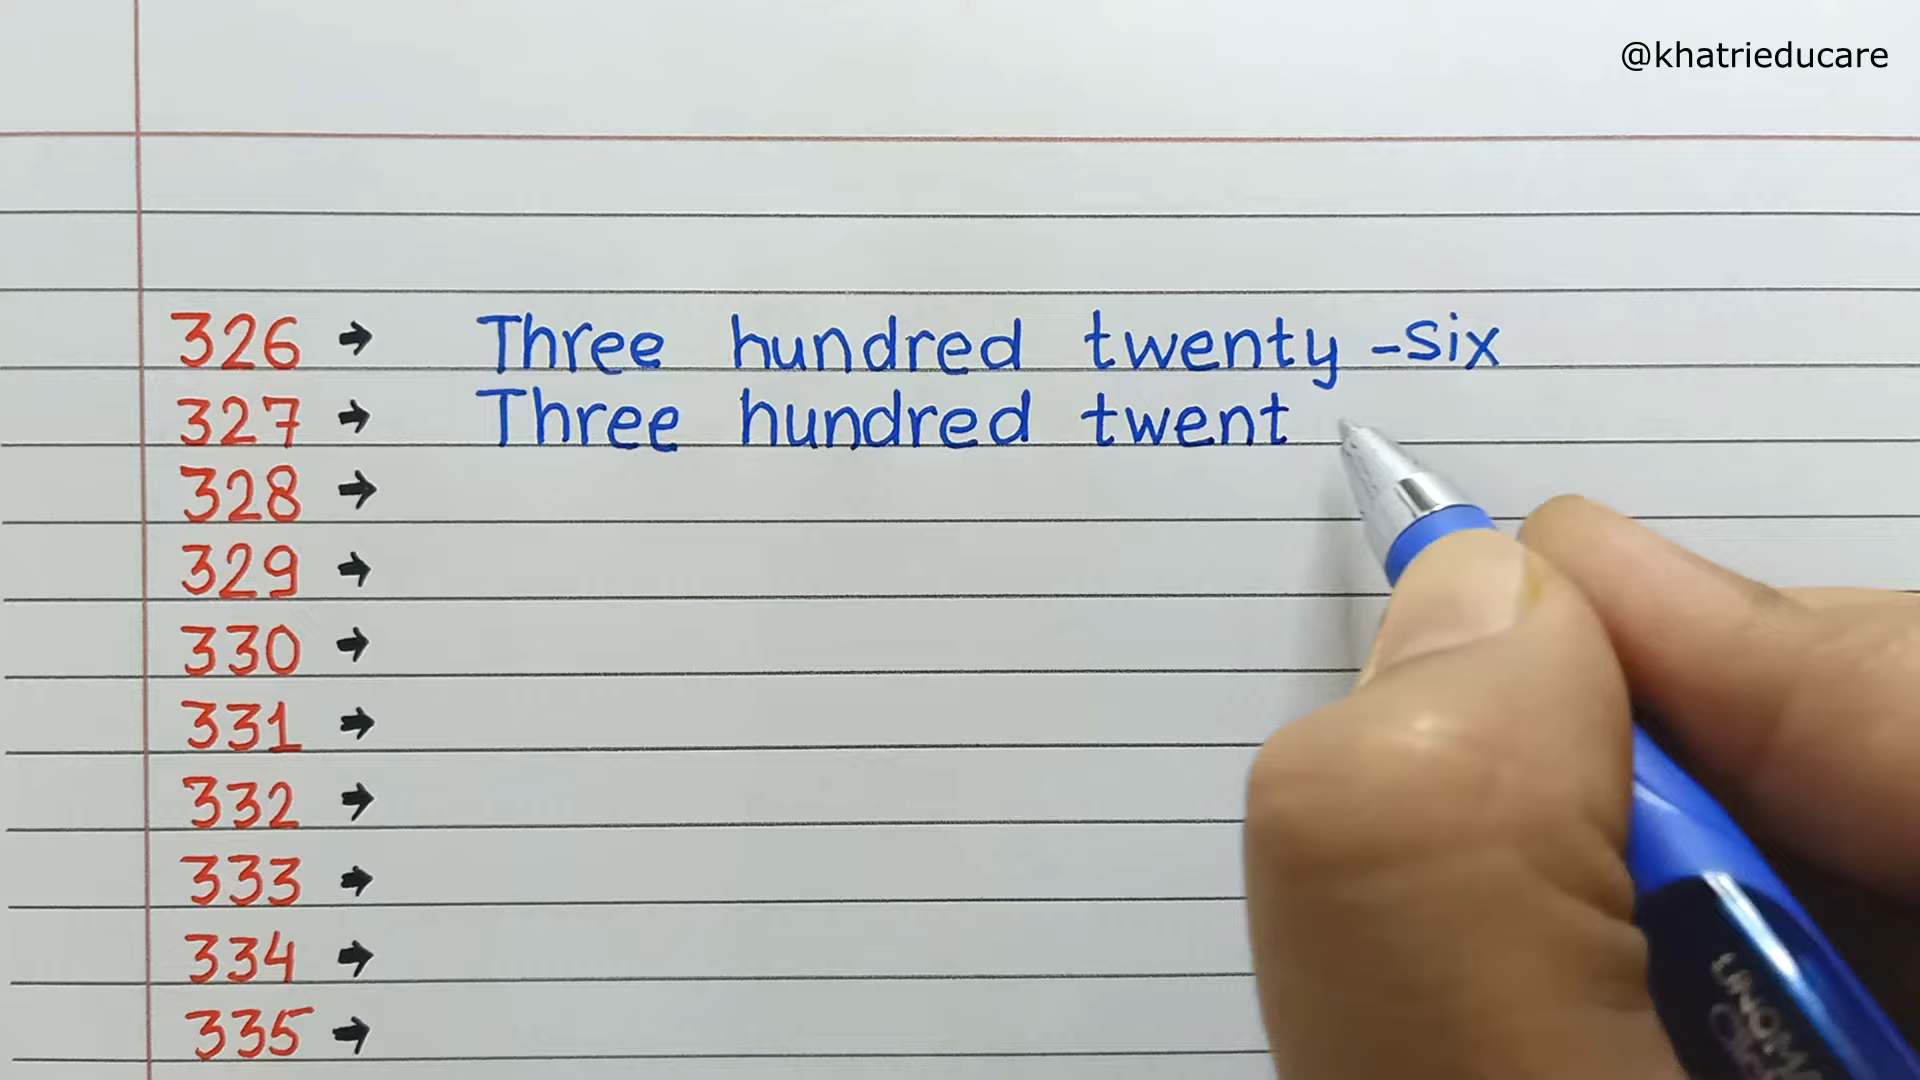 @khatrieducare
326 → Three hundred twenty-six
327 → Three hundred twent
328 →
329 →
330 →
331 →
332 →
333 →
334 →
335 →